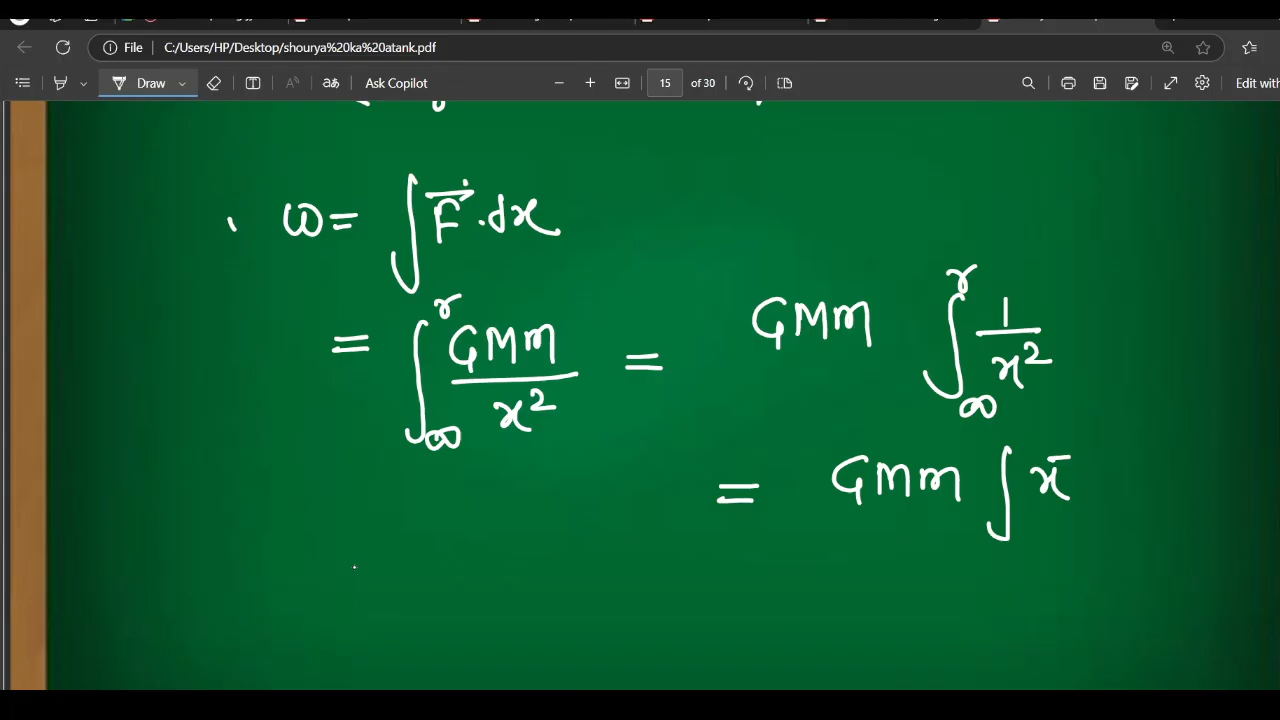 File C:/Users/HP/Desktop/shourya%20ka%20atank.pdf
Draw Ask Copilot 15 of 30 Edit with
W = ∫ F⃗ . dx
= ∫_∞^r GMm/x² = GMm ∫_∞^r 1/x²
= GMm ∫ x⁻